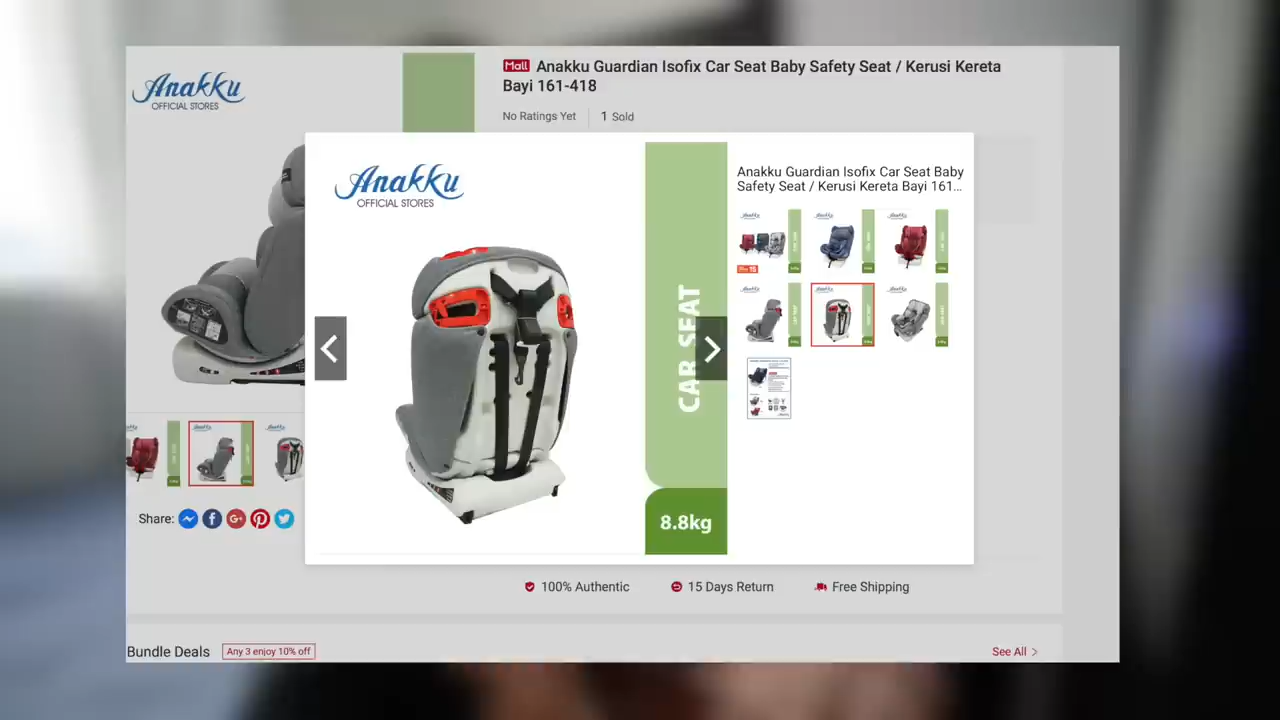 Anakku
OFFICIAL STORES
Mall Anakku Guardian Isofix Car Seat Baby Safety Seat / Kerusi Kereta
Bayi 161-418
No Ratings Yet
1 Sold
Anakku
OFFICIAL STORES
CAR SEAT
8.8kg
Anakku Guardian Isofix Car Seat Baby
Safety Seat / Kerusi Kereta Bayi 161...
Share:
100% Authentic
15 Days Return
Free Shipping
Bundle Deals
Any 3 enjoy 10% off
See All